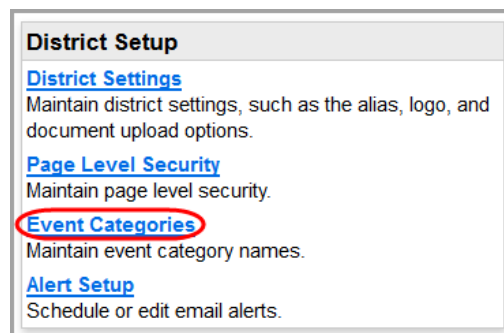 District Setup
District Settings
Maintain district settings, such as the alias, logo, and
document upload options.
Page Level Security
Maintain page level security.
Event Categories
Maintain event category names.
Alert Setup
Schedule or edit email alerts.